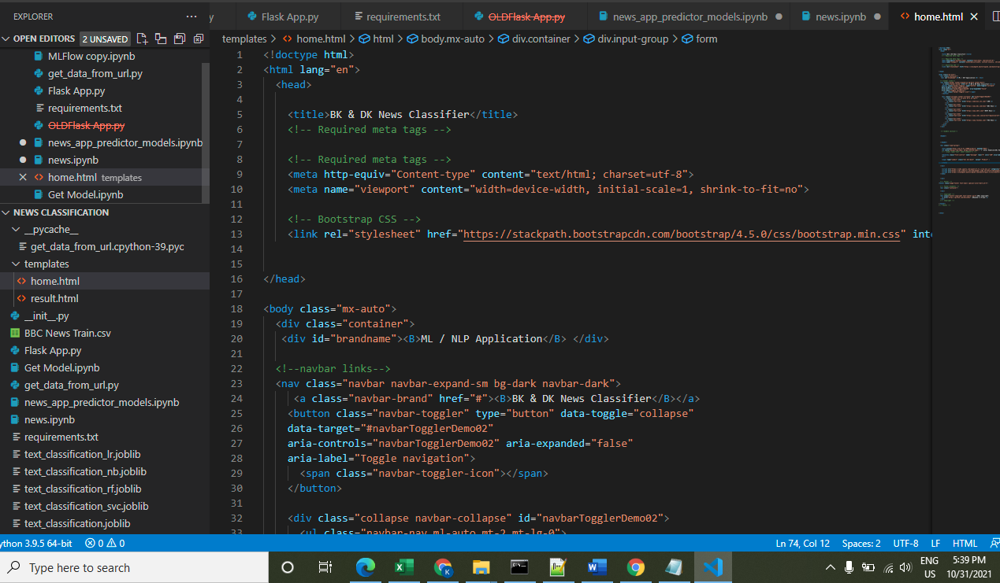 EXPLORER
OPEN EDITORS 2 UNSAVED
MLFlow copy.ipynb
get_data_from_url.py
Flask App.py
requirements.txt
OLDFlask App.py
news_app_predictor_models.ipynb
news.ipynb
home.html templates
Get Model.ipynb
NEWS CLASSIFICATION
__pycache__
get_data_from_url.cpython-39.pyc
templates
home.html
result.html
__init__.py
BBC News Train.csv
Flask App.py
Get Model.ipynb
get_data_from_url.py
news_app_predictor_models.ipynb
news.ipynb
requirements.txt
text_classification_lr.joblib
text_classification_nb.joblib
text_classification_rf.joblib
text_classification_svc.joblib
text_classification.joblib
y Flask App.py requirements.txt OLDFlask App.py news_app_predictor_models.ipynb news.ipynb home.html
templates > home.html > html > body.mx-auto > div.container > div.input-group > form
1 <!doctype html>
2 <html lang="en">
3 <head>
4
5 <title>BK & DK News Classifier</title>
6 <!-- Required meta tags -->
7
8 <!-- Required meta tags -->
9 <meta http-equiv="Content-type" content="text/html; charset=utf-8">
10 <meta name="viewport" content="width=device-width, initial-scale=1, shrink-to-fit=no">
11
12 <!-- Bootstrap CSS -->
13 <link rel="stylesheet" href="https://stackpath.bootstrapcdn.com/bootstrap/4.5.0/css/bootstrap.min.css" inte
14
15
16 </head>
17
18 <body class="mx-auto">
19 <div class="container">
20 <div id="brandname"><B>ML / NLP Application</B> </div>
21
22 <!--navbar links-->
23 <nav class="navbar navbar-expand-sm bg-dark navbar-dark">
24 <a class="navbar-brand" href="#"><B>BK & DK News Classifier</B></a>
25 <button class="navbar-toggler" type="button" data-toggle="collapse"
26 data-target="#navbarTogglerDemo02"
27 aria-controls="navbarTogglerDemo02" aria-expanded="false"
28 aria-label="Toggle navigation">
29 <span class="navbar-toggler-icon"></span>
30 </button>
31
32 <div class="collapse navbar-collapse" id="navbarTogglerDemo02">
33 <ul class="navbar-nav ml-auto mt-2 mt-lg-0">
ython 3.9.5 64-bit 0 0 Ln 74, Col 12 Spaces: 2 UTF-8 LF HTML
Type here to search
ENG
US
5:39 PM
10/31/2021